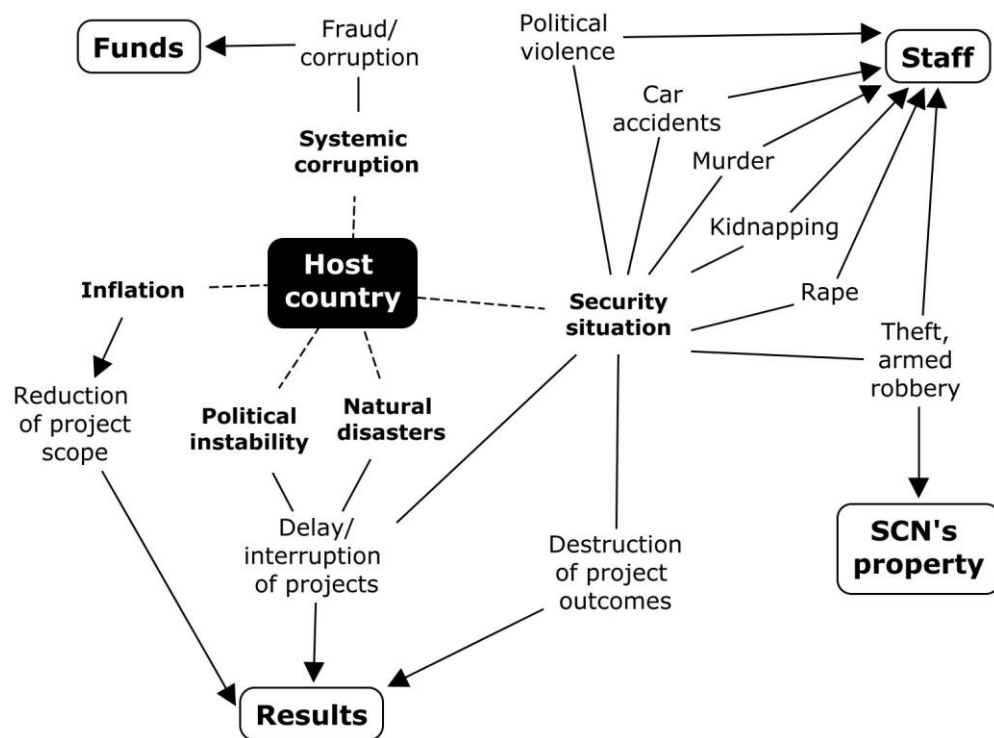 Funds
Fraud/
corruption
Political
violence
Staff
Car
accidents
Systemic
corruption
Murder
Kidnapping
Host
country
Inflation
Security
situation
Rape
Theft,
armed
robbery
Reduction
of project
scope
Political
instability
Natural
disasters
Delay/
interruption
of projects
Destruction
of project
outcomes
SCN's
property
Results